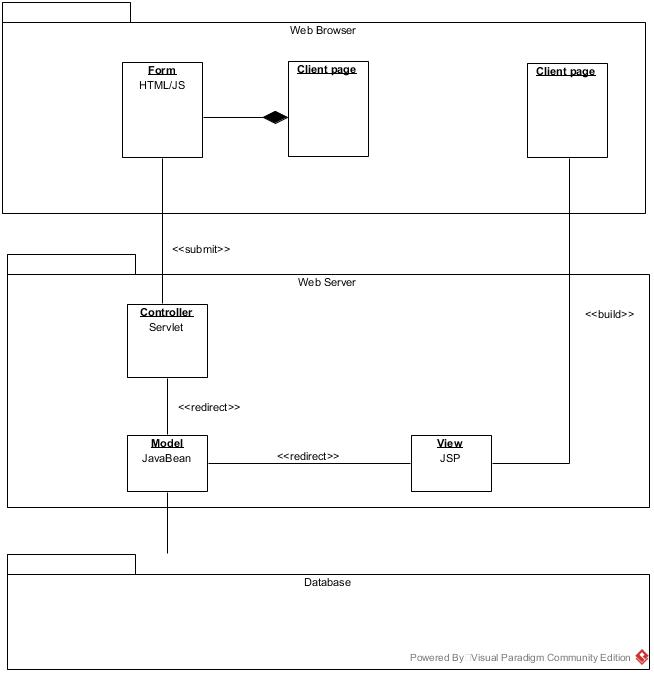 Web Browser
Form
HTML/JS
Client page
Client page
<<submit>>
Web Server
Controller
Servlet
<<build>>
<<redirect>>
Model
JavaBean
<<redirect>>
View
JSP
Database
Powered By Visual Paradigm Community Edition